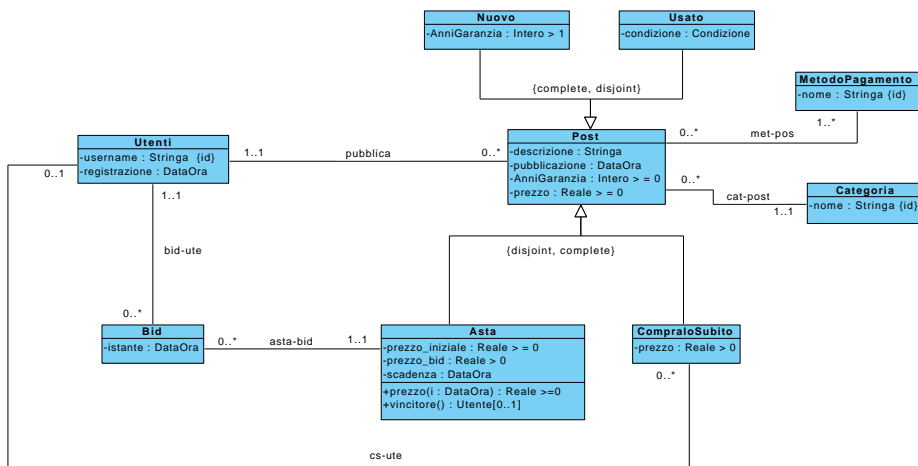 Nuovo
-AnniGaranzia : Intero > 1
Usato
-condizione : Condizione
{complete, disjoint}
MetodoPagamento
-nome : Stringa {id}
1..*
met-pos
0..*
Utenti
-username : Stringa  {id}
-registrazione : DataOra
0..1
1..1
1..1
pubblica
0..*
Post
-descrizione : Stringa
-pubblicazione : DataOra
-AnniGaranzia : Intero > = 0
-prezzo : Reale > = 0
0..*
cat-post
1..1
Categoria
-nome : Stringa {id}
bid-ute
{disjoint, complete}
0..*
Bid
-istante : DataOra
0..*
asta-bid
1..1
Asta
-prezzo_iniziale : Reale > = 0
-prezzo_bid : Reale > 0
-scadenza : DataOra
+prezzo(i : DataOra) : Reale >=0
+vincitore() : Utente[0..1]
CompraloSubito
-prezzo : Reale > 0
0..*
cs-ute